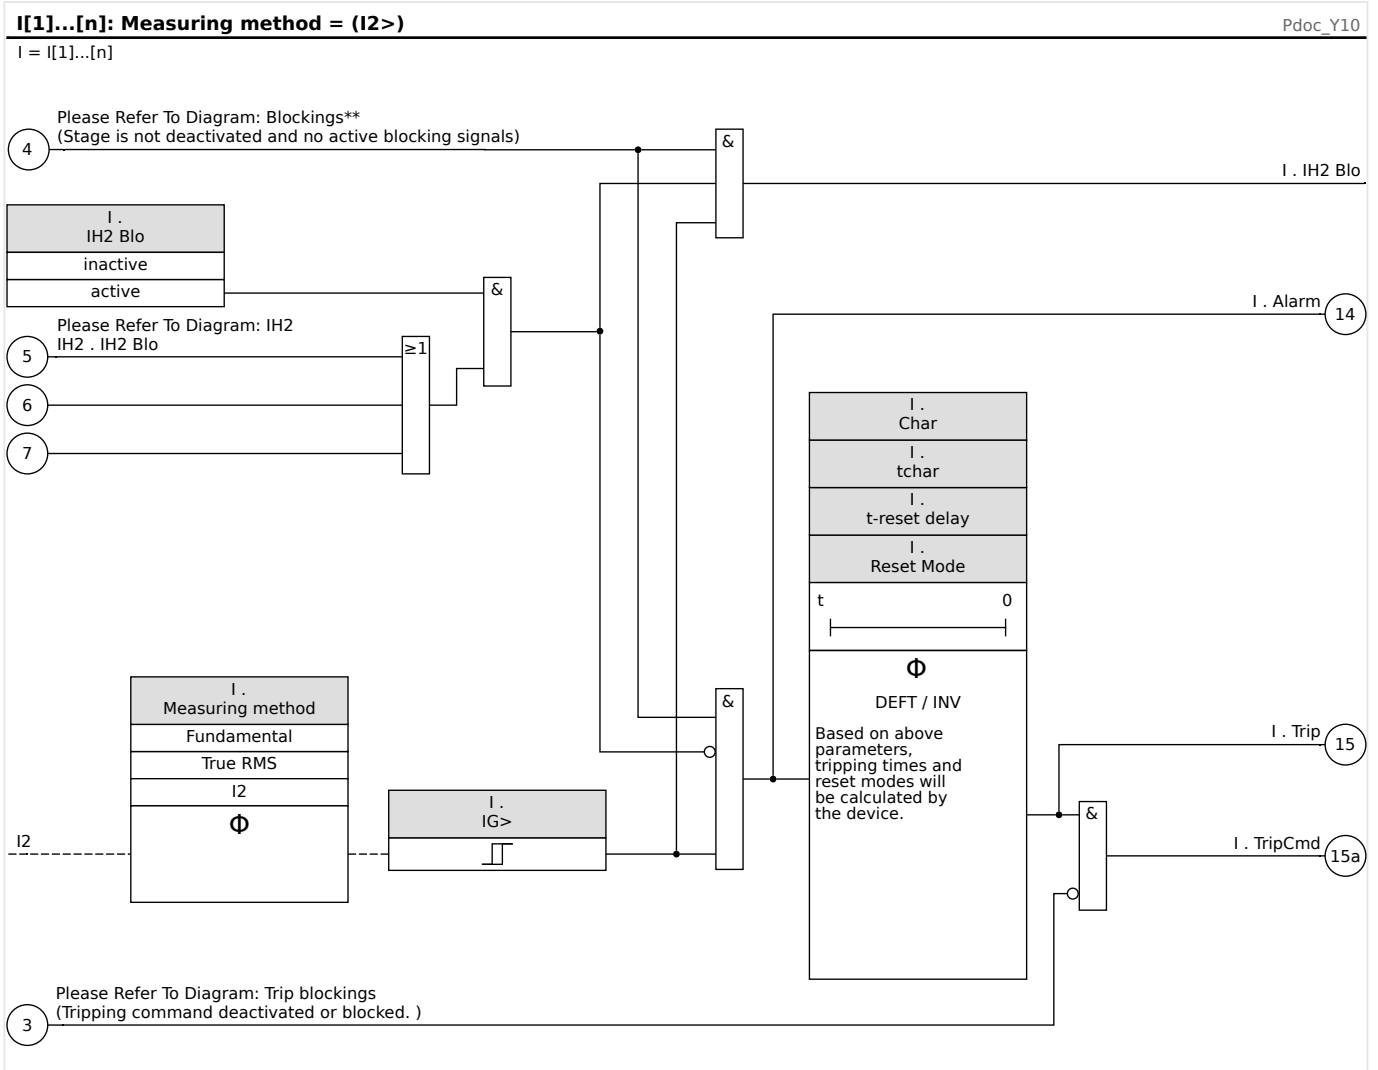 I[1]...[n]: Measuring method = (I2>)
Pdoc_Y10
I = I[1]...[n]
Please Refer To Diagram: Blockings**
(Stage is not deactivated and no active blocking signals)
4
&
I . IH2 Blo
I .
IH2 Blo
inactive
active
&
Please Refer To Diagram: IH2
IH2 . IH2 Blo
5
≥1
6
7
I . Alarm
14
I .
Char
I .
tchar
I .
t-reset delay
I .
Reset Mode
t
0
Φ
DEFT / INV
Based on above
parameters,
tripping times and
reset modes will
be calculated by
the device.
I .
Measuring method
Fundamental
True RMS
I2
Φ
I2
I .
IG>
&
I . Trip
15
&
I . TripCmd
15a
Please Refer To Diagram: Trip blockings
(Tripping command deactivated or blocked. )
3